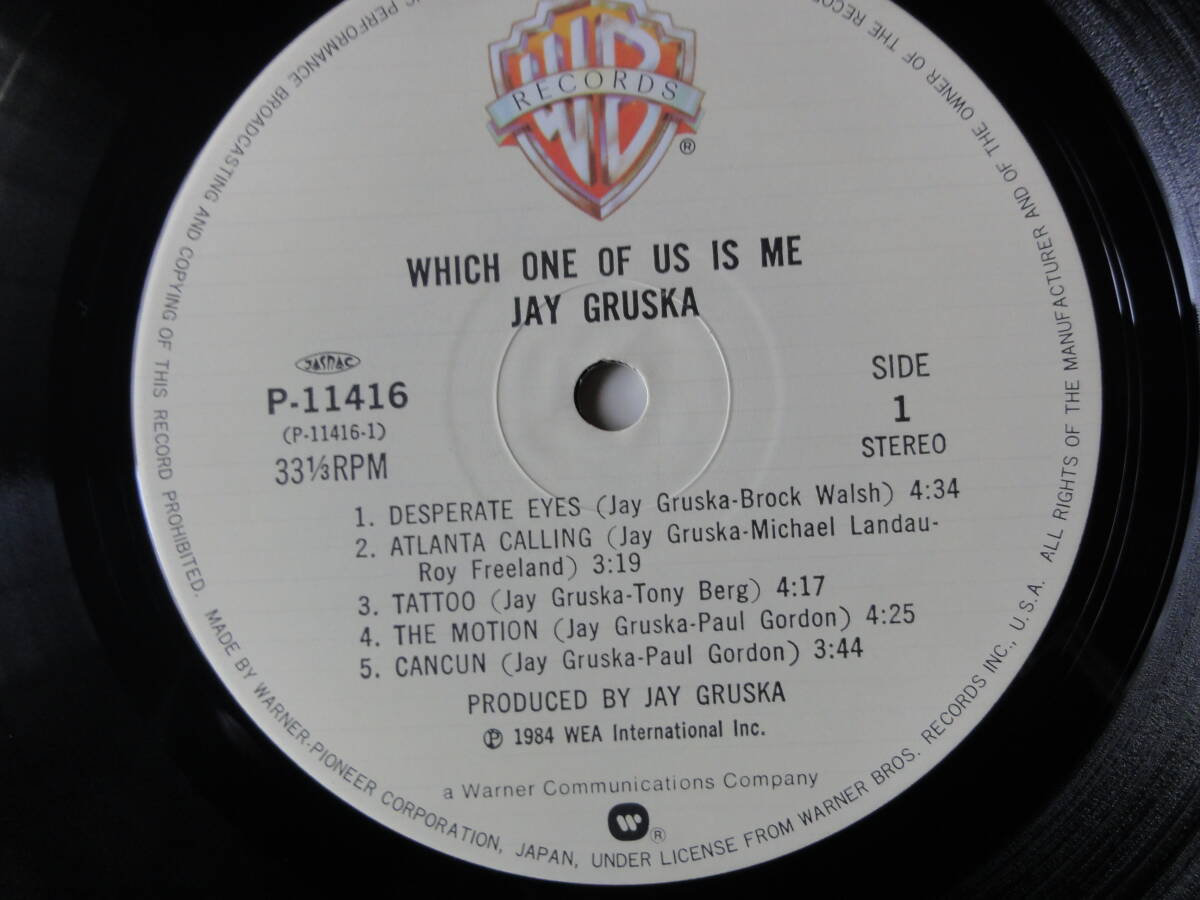 WB
RECORDS
®
WHICH ONE OF US IS ME
JAY GRUSKA
JASRAC
P-11416
(P-11416-1)
33⅓RPM
SIDE
1
STEREO
1. DESPERATE EYES (Jay Gruska-Brock Walsh) 4:34
2. ATLANTA CALLING (Jay Gruska-Michael Landau-
Roy Freeland) 3:19
3. TATTOO (Jay Gruska-Tony Berg) 4:17
4. THE MOTION (Jay Gruska-Paul Gordon) 4:25
5. CANCUN (Jay Gruska-Paul Gordon) 3:44
PRODUCED BY JAY GRUSKA
℗ 1984 WEA International Inc.
a Warner Communications Company
®
ALL RIGHTS OF THE MANUFACTURER AND OF THE OWNER OF THE RECOR
PERFORMANCE BROADCASTING AND COPYING OF THIS RECORD PROHIBITED. MADE BY WARNER-PIONEER CORPORATION, JAPAN, UNDER LICENSE FROM WARNER BROS. RECORDS INC., U.S.A.